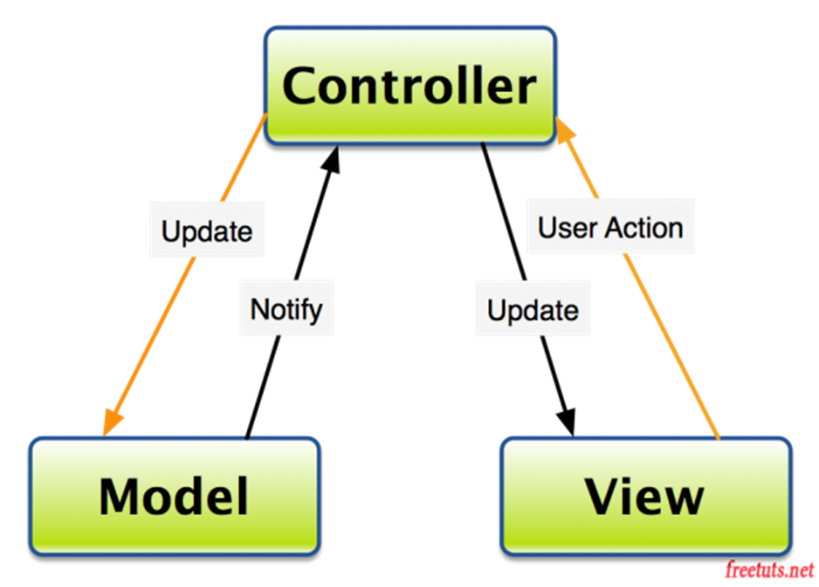 Controller
Update
User Action
Notify
Update
Model
View
freetuts.net